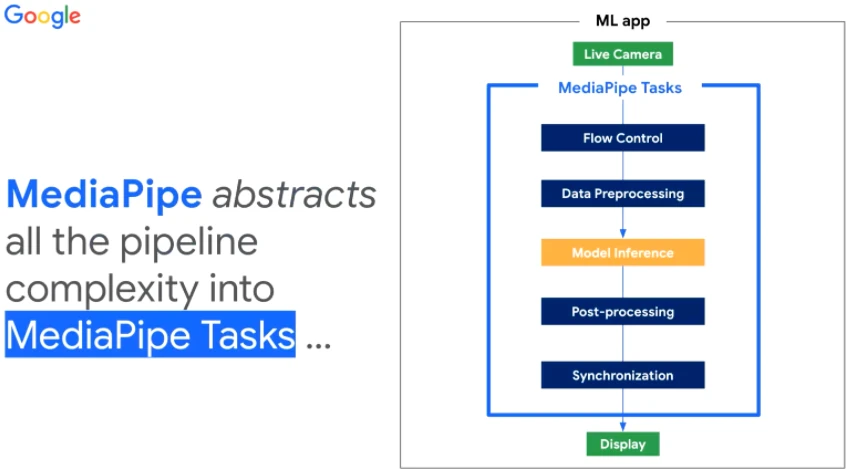 Google
MediaPipe abstracts
all the pipeline
complexity into
MediaPipe Tasks ...
ML app
Live Camera
MediaPipe Tasks
Flow Control
Data Preprocessing
Model Inference
Post-processing
Synchronization
Display